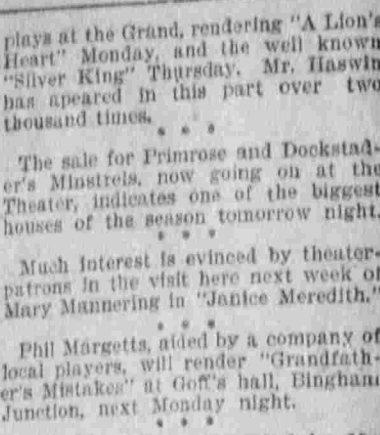 plays at the Grand, rendering "A Lion's
Heart" Monday, and the well known
"Silver King" Thursday. Mr. Haswin
has apeared in this part over two
thousand times.
* * *
The sale for Primrose and Dockstad-
er's Minstrels, now going on at the
Theater, indicates one of the biggest
houses of the season tomorrow night.
* * *
Much interest is evinced by theater-
patrons in the visit here next week of
Mary Mannering in "Janice Meredith."
* * *
Phil Margetts, aided by a company of
local players, will render "Grandfath-
er's Mistakes" at Goff's hall, Bingham
Junction, next Monday night.
* * *